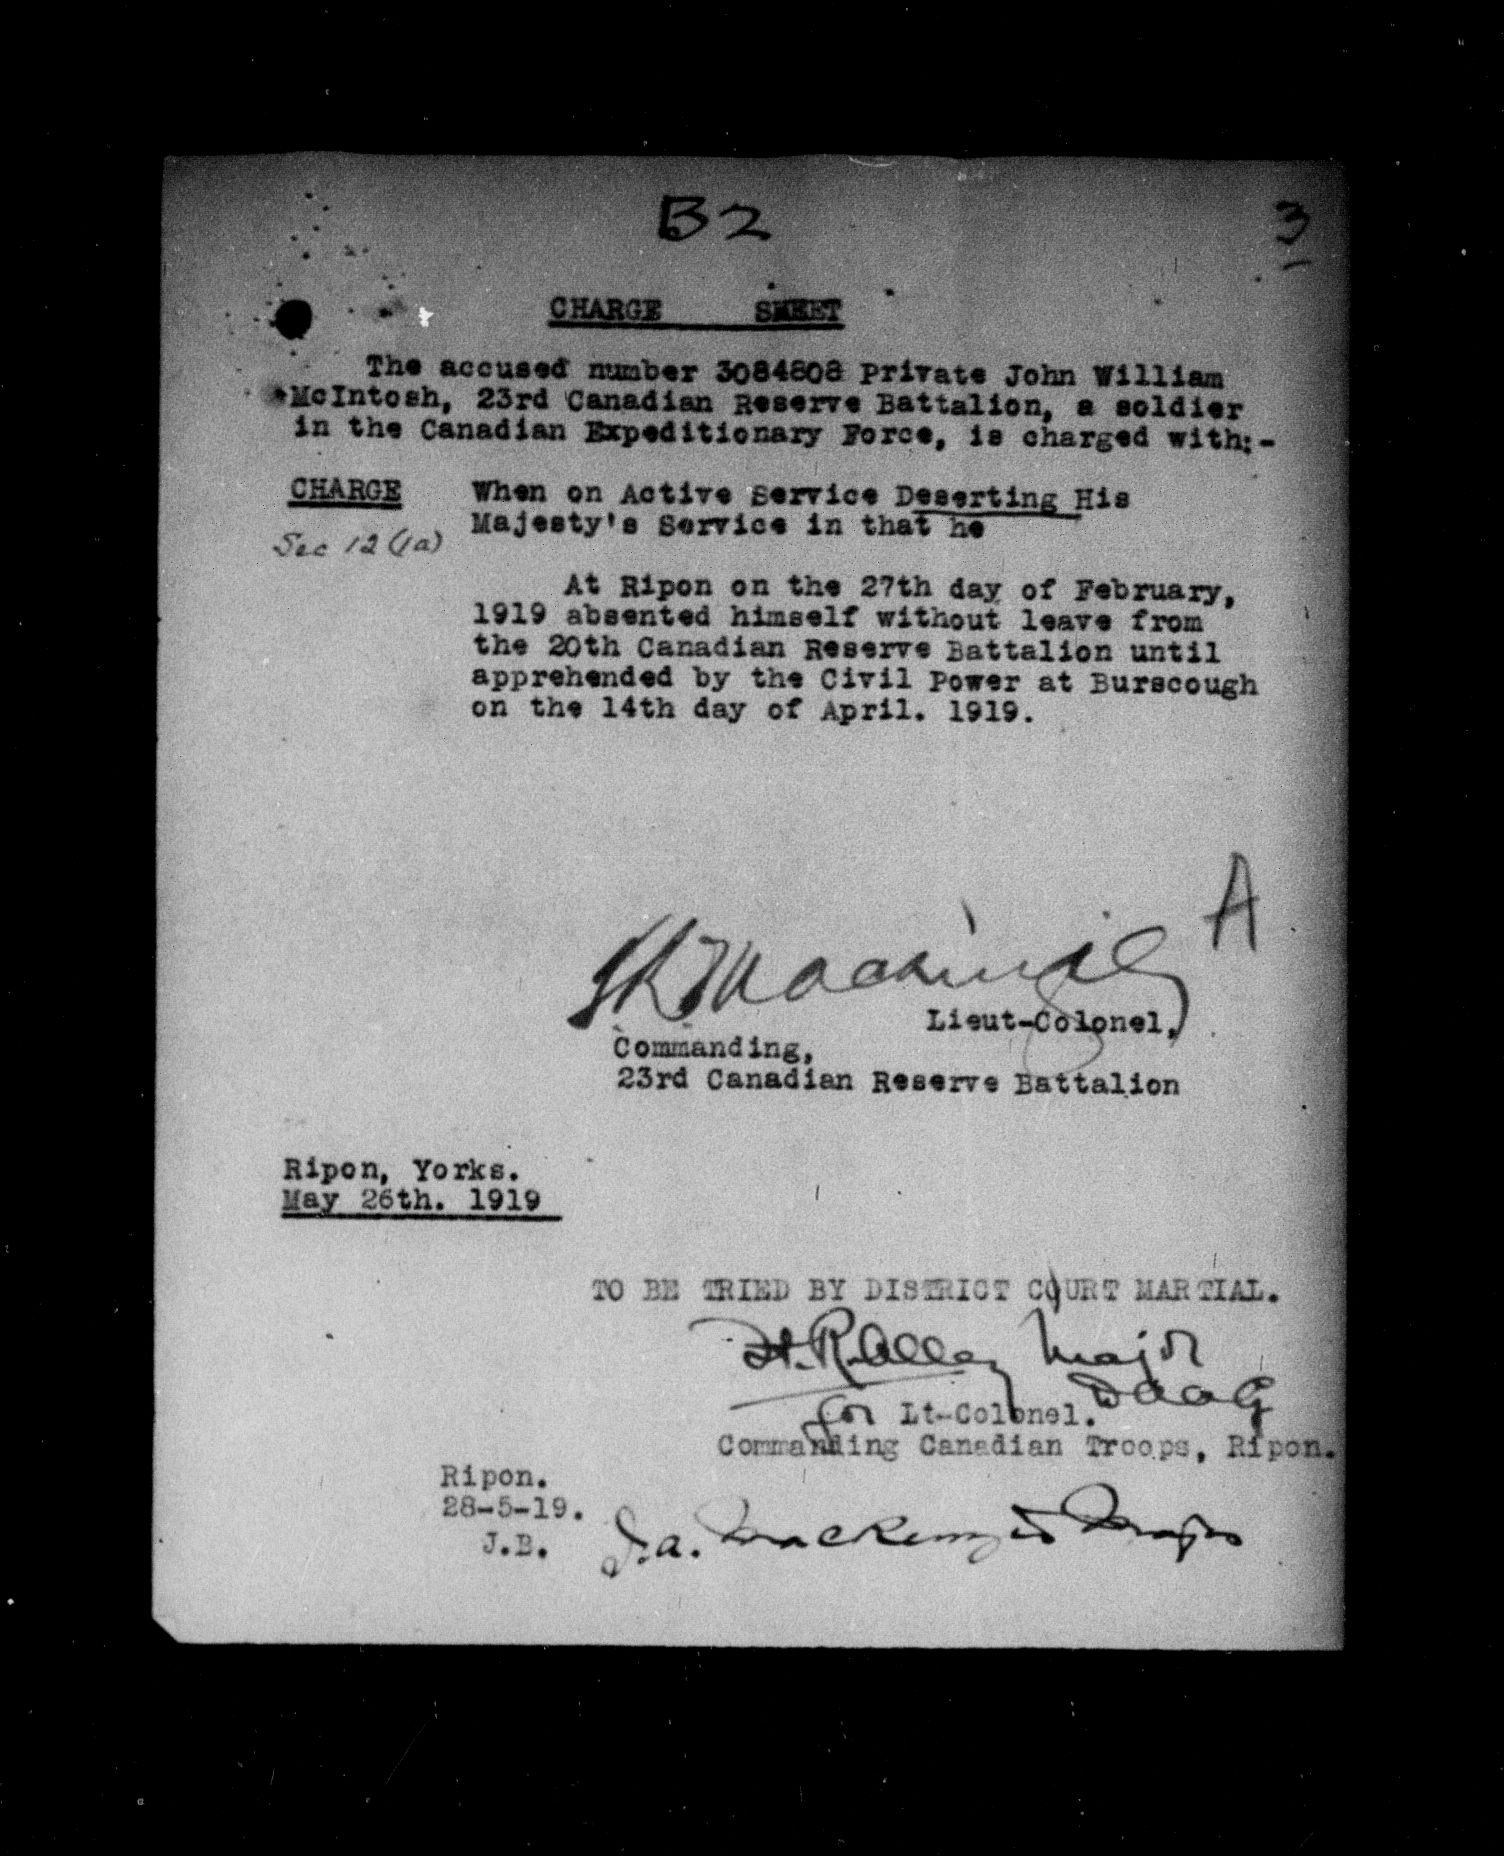 B2
3
CHARGE SHEET
The accused number 3084808 Private John William
McIntosh, 23rd Canadian Reserve Battalion, a soldier
in the Canadian Expeditionary Force, is charged with:-
CHARGE When on Active Service Deserting His
Majesty's Service in that he
Sec 12 (1a)
At Ripon on the 27th day of February,
1919 absented himself without leave from
the 20th Canadian Reserve Battalion until
apprehended by the Civil Power at Burscough
on the 14th day of April. 1919.
A
Lieut-Colonel,
Commanding,
23rd Canadian Reserve Battalion
Ripon, Yorks.
May 26th. 1919
TO BE TRIED BY DISTRICT COURT MARTIAL.
Major
DAAG
for Lt-Colonel.
Commanding Canadian Troops, Ripon.
Ripon.
28-5-19.
J.B.
J.A. Mackenzie Major